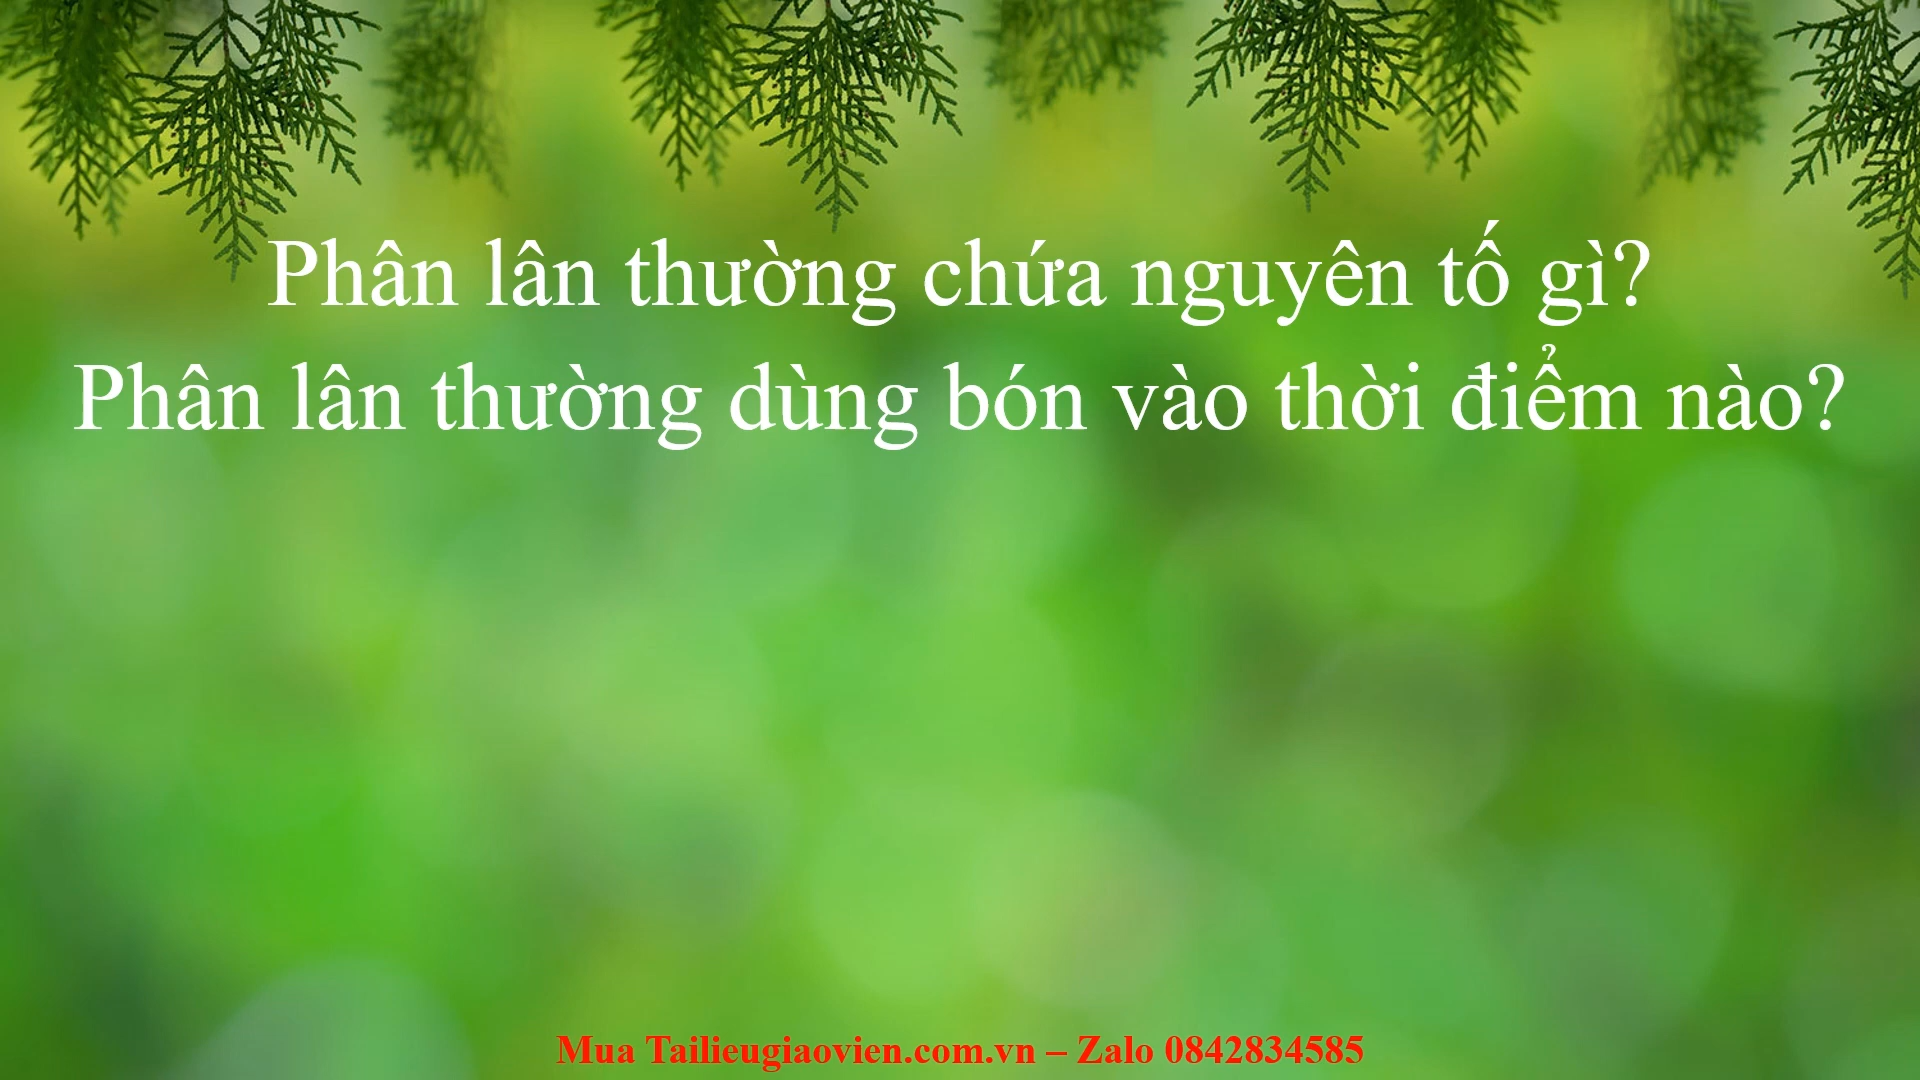 Phân lân thường chứa nguyên tố gì?
Phân lân thường dùng bón vào thời điểm nào?
Mua Tailieugiaovien.com.vn – Zalo 0842834585